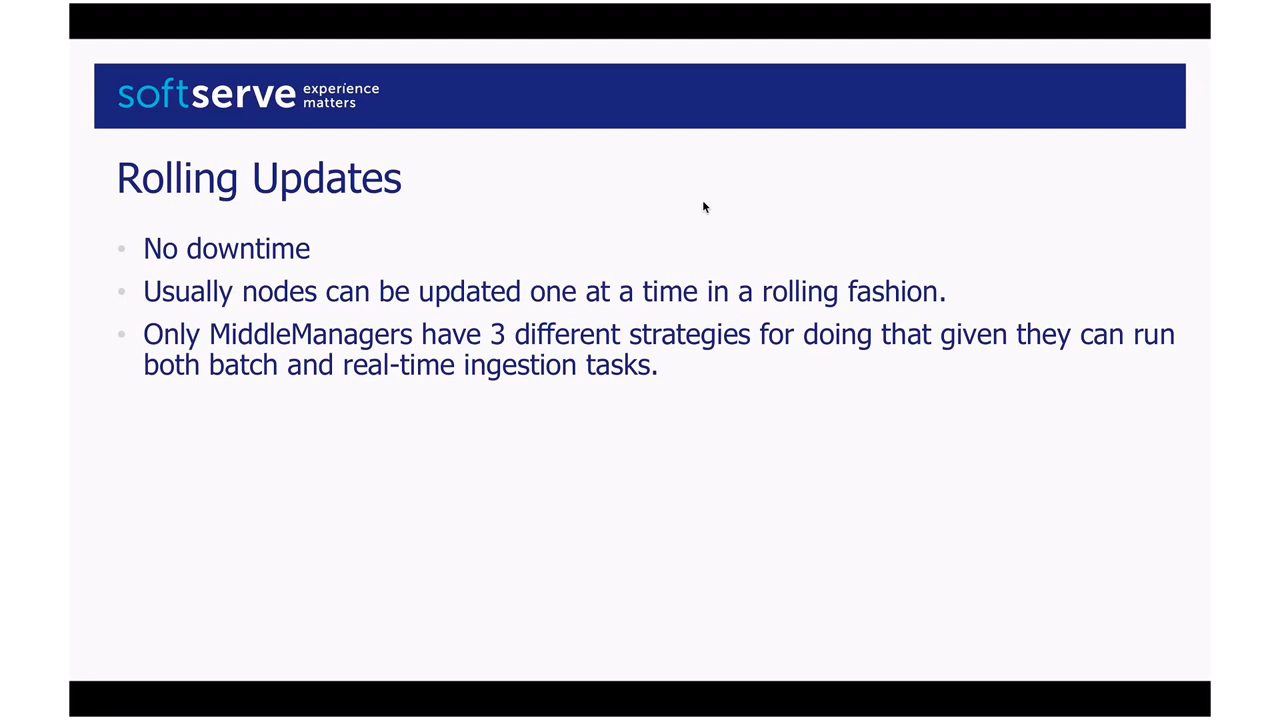 softserve experience matters
Rolling Updates
• No downtime
• Usually nodes can be updated one at a time in a rolling fashion.
• Only MiddleManagers have 3 different strategies for doing that given they can run
both batch and real-time ingestion tasks.